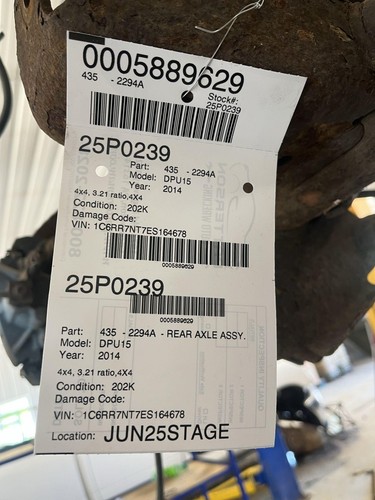 0005889629
435 - 2294A
Stock#:
25P0239
25P0239
Part: 435 - 2294A
Model: DPU15
Year: 2014
4x4, 3.21 ratio,4X4
Condition: 202K
Damage Code:
VIN: 1C6RR7NT7ES164678
0005889629
25P0239
0005889629
Part: 435 - 2294A - REAR AXLE ASSY.
Model: DPU15
Year: 2014
4x4, 3.21 ratio,4X4
Condition: 202K
Damage Code:
VIN: 1C6RR7NT7ES164678
Location: JUN25STAGE